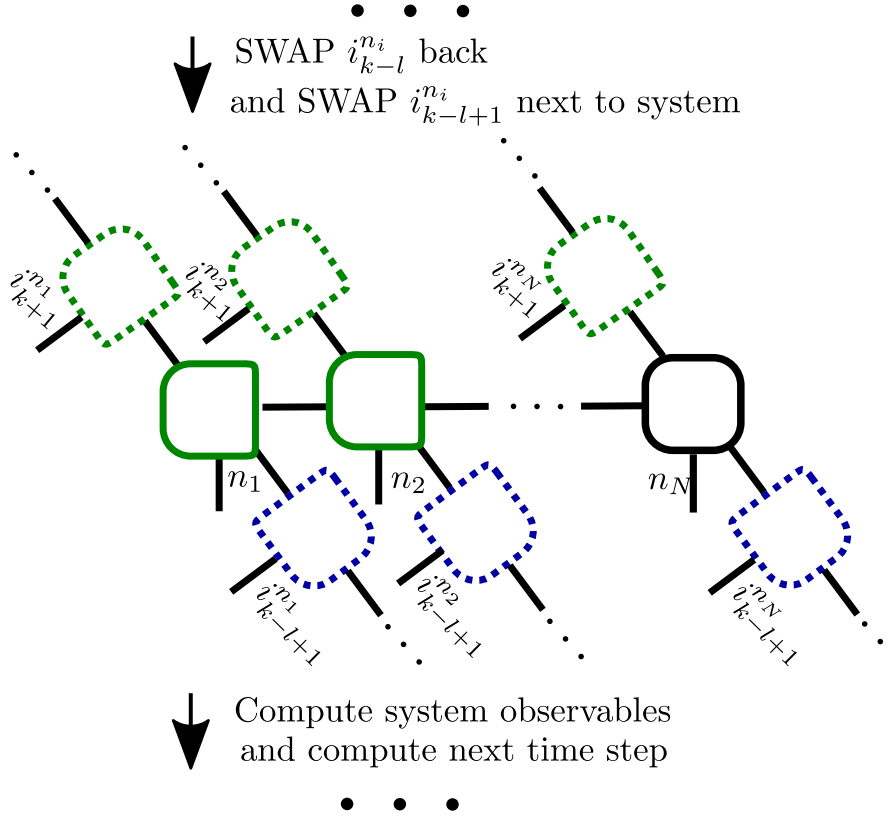 • • •
SWAP $i_{k-l}^{n_i}$ back
and SWAP $i_{k-l+1}^{n_i}$ next to system
$i_{k+1}^{n_1}$ $i_{k+1}^{n_2}$ $i_{k+1}^{n_N}$
. . .
$n_1$ $n_2$ $n_N$
$i_{k-l+1}^{n_1}$ $i_{k-l+1}^{n_2}$ $i_{k-l+1}^{n_N}$
Compute system observables
and compute next time step
• • •